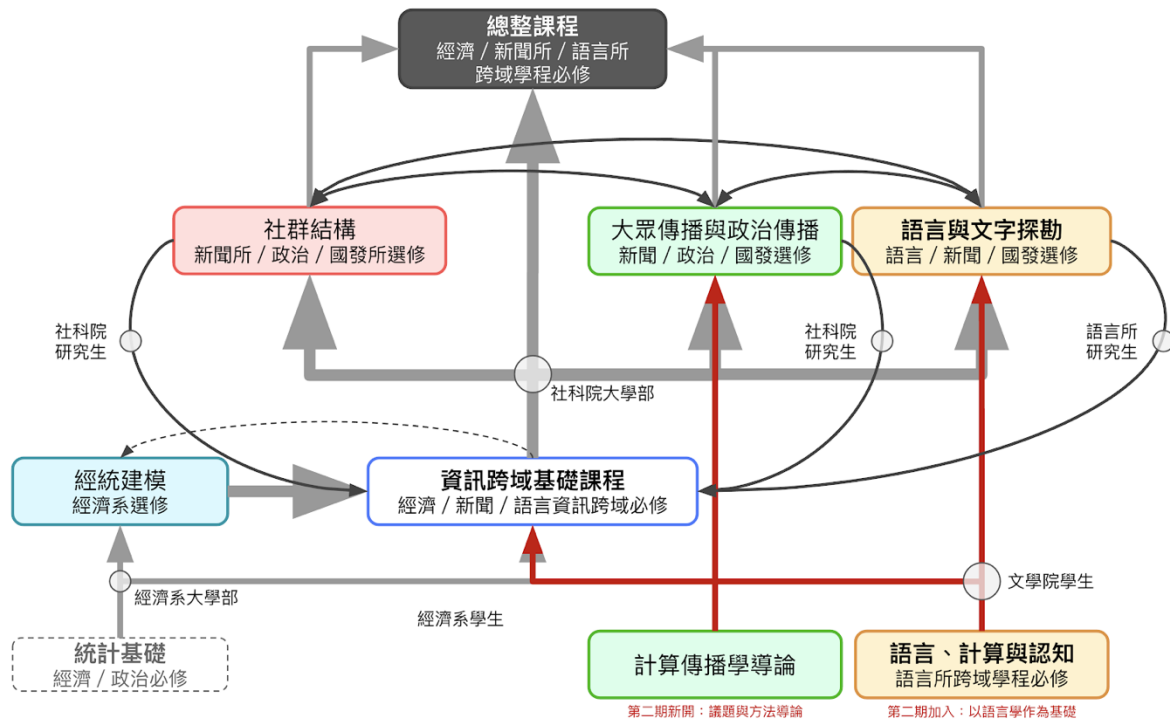 總整課程
經濟 / 新聞所 / 語言所
跨域學程必修
社群結構
新聞所 / 政治 / 國發所選修
大眾傳播與政治傳播
新聞 / 政治 / 國發選修
語言與文字探勘
語言 / 新聞 / 國發選修
社科院
研究生
社科院
研究生
語言所
研究生
社科院大學部
經統建模
經濟系選修
資訊跨域基礎課程
經濟 / 新聞 / 語言資訊跨域必修
經濟系大學部
經濟系學生
文學院學生
統計基礎
經濟 / 政治必修
計算傳播學導論
語言、計算與認知
語言所跨域學程必修
第二期新開：議題與方法導論
第二期加入：以語言學作為基礎